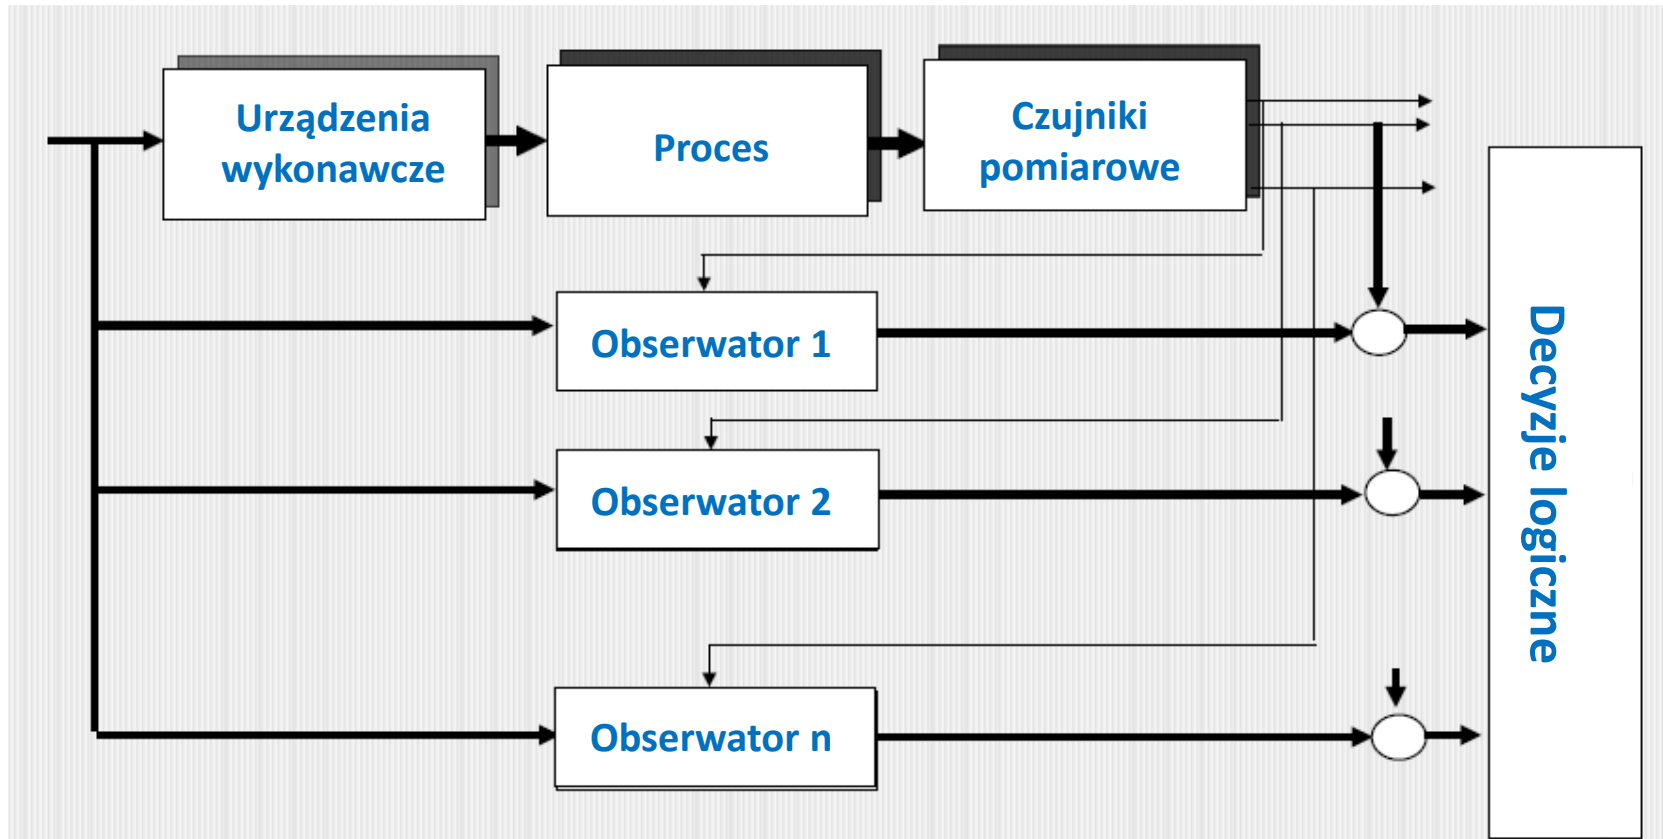 Urządzenia
wykonawcze
Proces
Czujniki
pomiarowe
Obserwator 1
Obserwator 2
Obserwator n
Decyzje logiczne